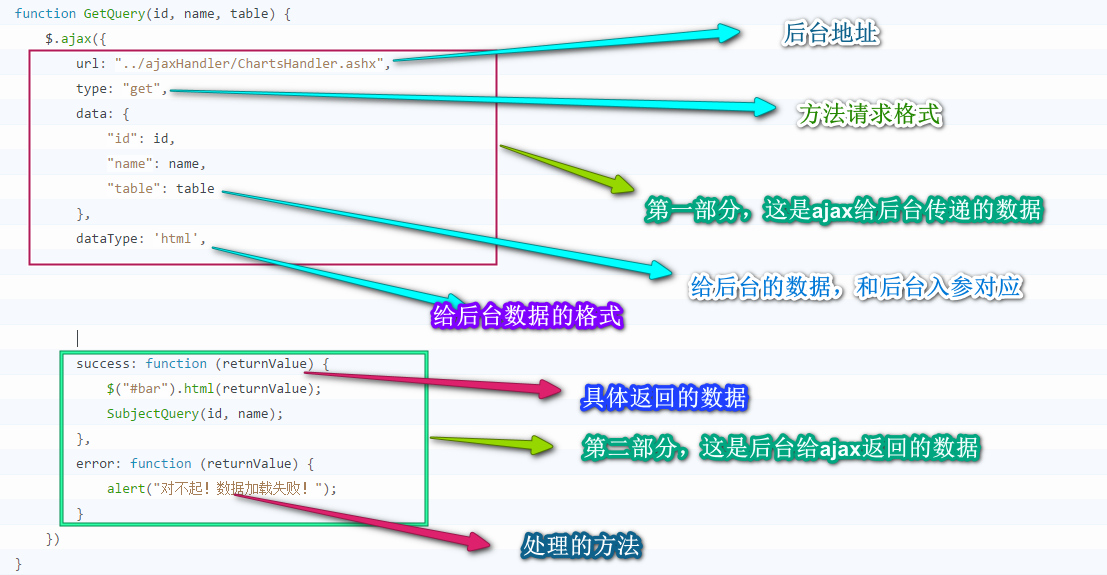 function GetQuery(id, name, table) {
$.ajax({
后台地址
url: "../ajaxHandler/ChartsHandler.ashx",
type: "get",
方法请求格式
data: {
"id": id,
"name": name,
"table": table
第一部分，这是ajax给后台传递的数据
},
dataType: 'html',
给后台的数据，和后台入参对应
给后台数据的格式
success: function (returnValue) {
$("#bar").html(returnValue);
具体返回的数据
SubjectQuery(id, name);
},
第二部分，这是后台给ajax返回的数据
error: function (returnValue) {
alert("对不起！数据加载失败！");
}
处理的方法
})
}